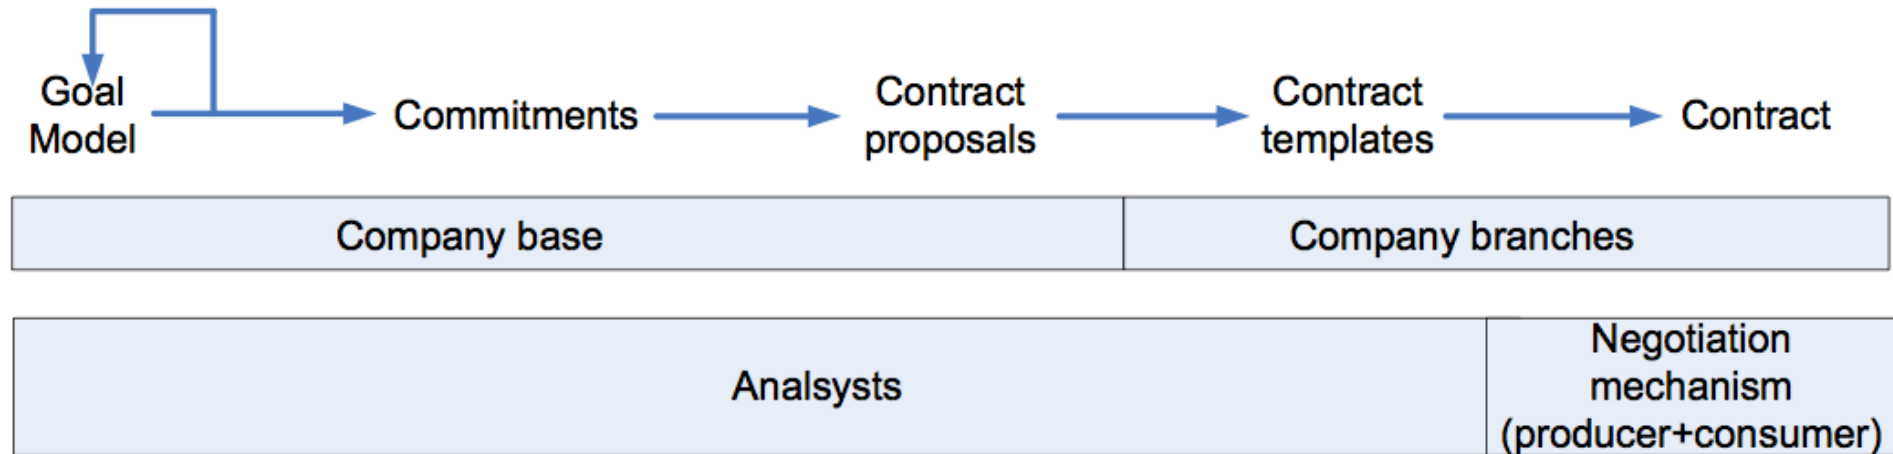 Goal
Model
Commitments
Contract
proposals
Contract
templates
Contract
Company base
Company branches
Analsysts
Negotiation
mechanism
(producer+consumer)